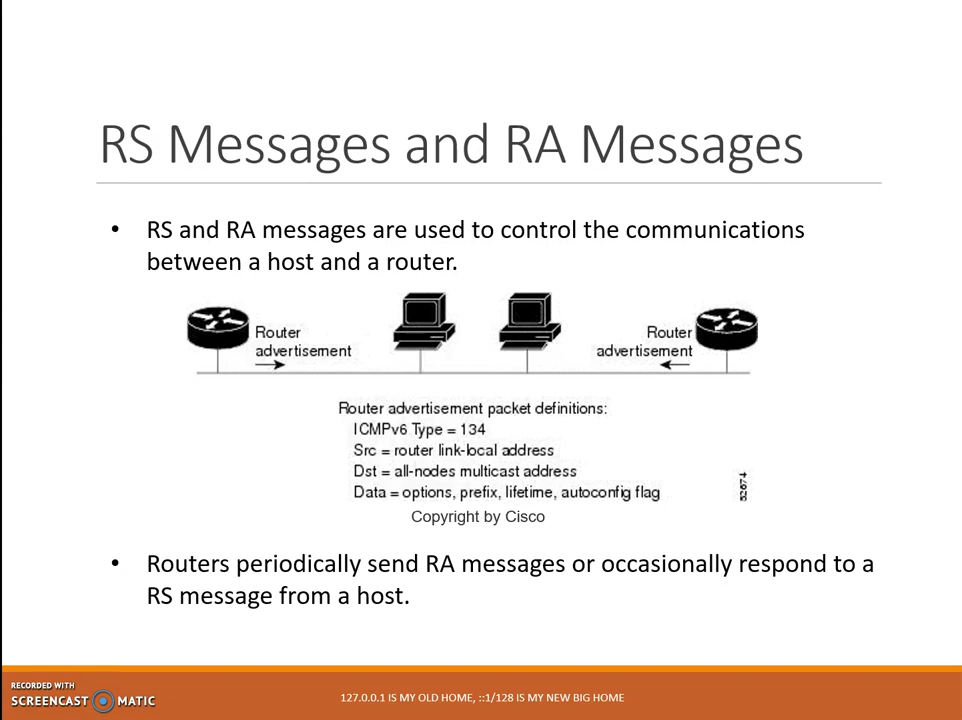 RS Messages and RA Messages
• RS and RA messages are used to control the communications
between a host and a router.
Router
advertisement
Router
advertisement
Router advertisement packet definitions:
ICMPv6 Type = 134
Src = router link-local address
Dst = all-nodes multicast address
Data = options, prefix, lifetime, autoconfig flag
52674
Copyright by Cisco
• Routers periodically send RA messages or occasionally respond to a
RS message from a host.
RECORDED WITH
SCREENCAST MATIC
127.0.0.1 IS MY OLD HOME, ::1/128 IS MY NEW BIG HOME